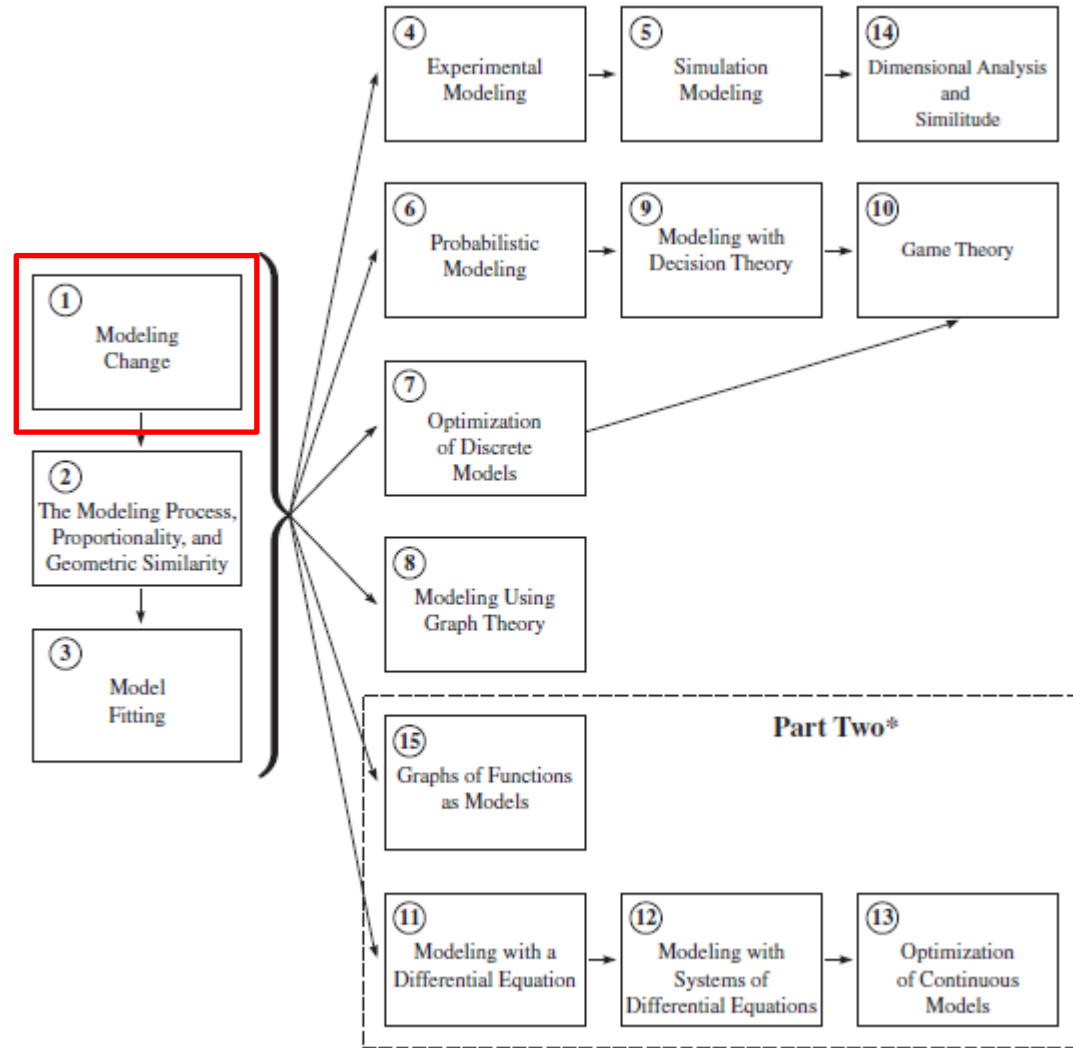 4
Experimental
Modeling
5
Simulation
Modeling
14
Dimensional Analysis
and
Similitude
6
Probabilistic
Modeling
9
Modeling with
Decision Theory
10
Game Theory
1
Modeling
Change
7
Optimization
of Discrete
Models
2
The Modeling Process,
Proportionality, and
Geometric Similarity
8
Modeling Using
Graph Theory
3
Model
Fitting
Part Two*
15
Graphs of Functions
as Models
11
Modeling with a
Differential Equation
12
Modeling with
Systems of
Differential Equations
13
Optimization
of Continuous
Models